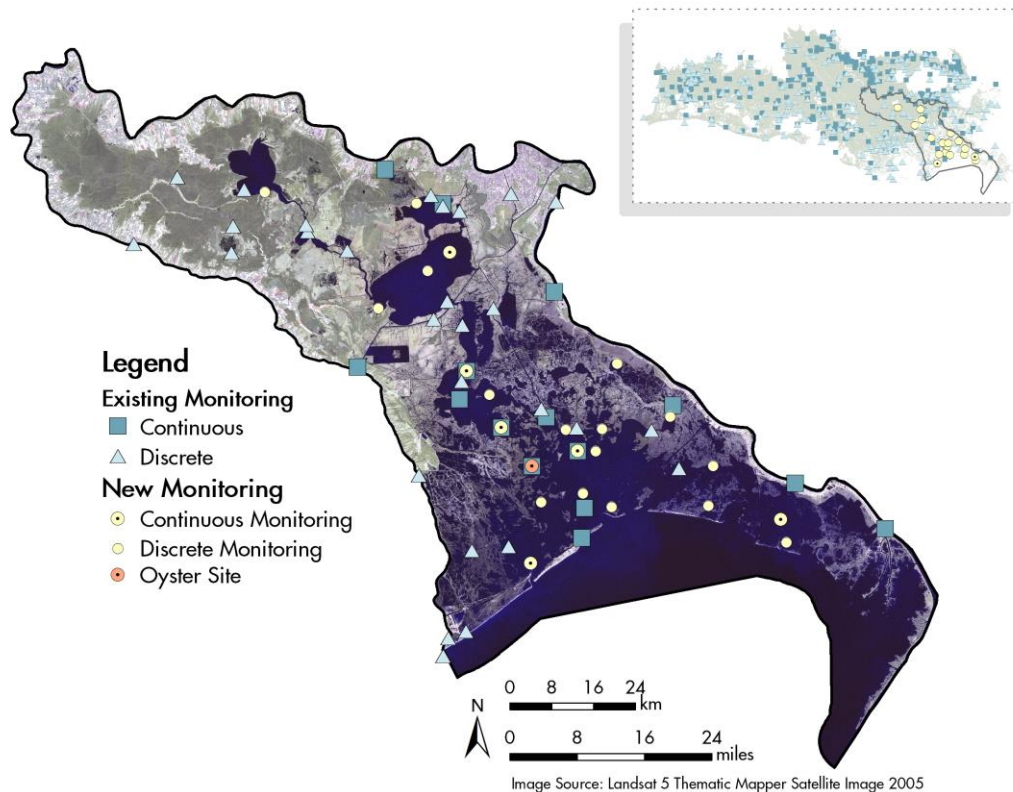 Legend
Existing Monitoring
Continuous
Discrete
New Monitoring
Continuous Monitoring
Discrete Monitoring
Oyster Site
N
0 8 16 24
km
0 8 16 24
miles
Image Source: Landsat 5 Thematic Mapper Satellite Image 2005